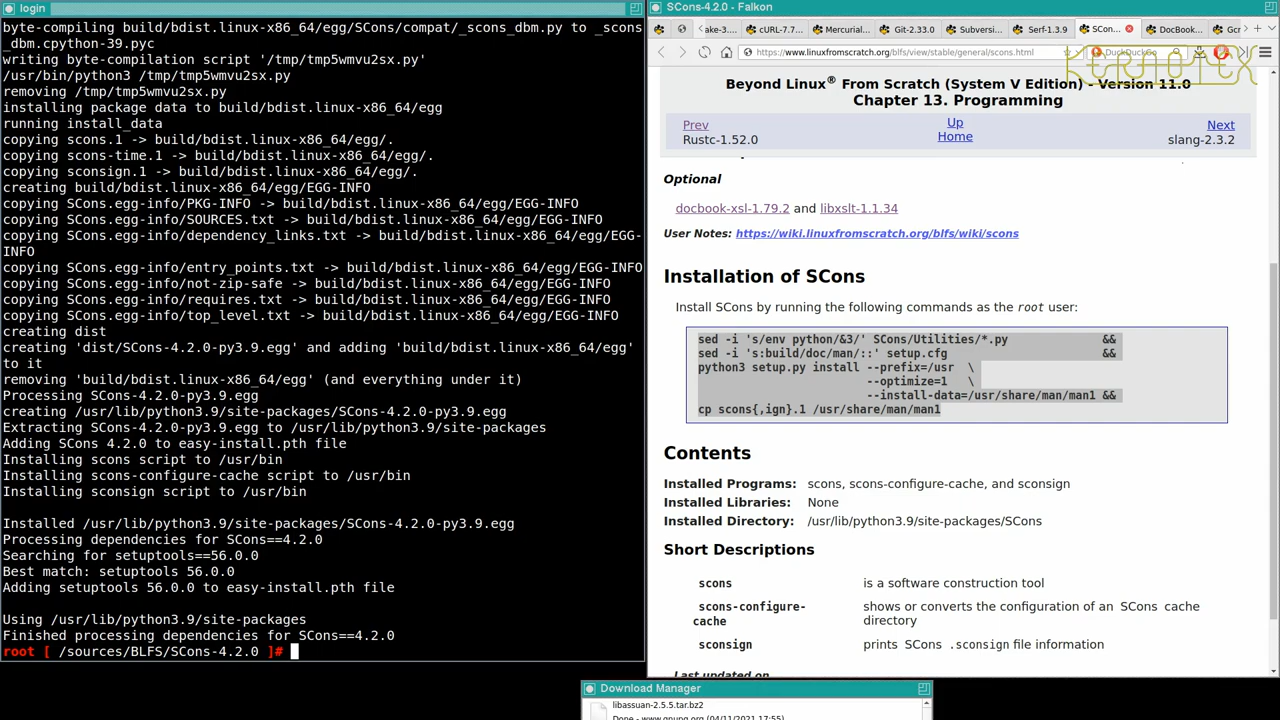 login
byte-compiling build/bdist.linux-x86_64/egg/SCons/compat/_scons_dbm.py to _scons
_dbm.cpython-39.pyc
writing byte-compilation script '/tmp/tmp5wmvu2sx.py'
/usr/bin/python3 /tmp/tmp5wmvu2sx.py
removing /tmp/tmp5wmvu2sx.py
installing package data to build/bdist.linux-x86_64/egg
running install_data
copying scons.1 -> build/bdist.linux-x86_64/egg/.
copying scons-time.1 -> build/bdist.linux-x86_64/egg/.
copying sconsign.1 -> build/bdist.linux-x86_64/egg/.
creating build/bdist.linux-x86_64/egg/EGG-INFO
copying SCons.egg-info/PKG-INFO -> build/bdist.linux-x86_64/egg/EGG-INFO
copying SCons.egg-info/SOURCES.txt -> build/bdist.linux-x86_64/egg/EGG-INFO
copying SCons.egg-info/dependency_links.txt -> build/bdist.linux-x86_64/egg/EGG-
INFO
copying SCons.egg-info/entry_points.txt -> build/bdist.linux-x86_64/egg/EGG-INFO
copying SCons.egg-info/not-zip-safe -> build/bdist.linux-x86_64/egg/EGG-INFO
copying SCons.egg-info/requires.txt -> build/bdist.linux-x86_64/egg/EGG-INFO
copying SCons.egg-info/top_level.txt -> build/bdist.linux-x86_64/egg/EGG-INFO
creating dist
creating 'dist/SCons-4.2.0-py3.9.egg' and adding 'build/bdist.linux-x86_64/egg'
to it
removing 'build/bdist.linux-x86_64/egg' (and everything under it)
Processing SCons-4.2.0-py3.9.egg
creating /usr/lib/python3.9/site-packages/SCons-4.2.0-py3.9.egg
Extracting SCons-4.2.0-py3.9.egg to /usr/lib/python3.9/site-packages
Adding SCons 4.2.0 to easy-install.pth file
Installing scons script to /usr/bin
Installing scons-configure-cache script to /usr/bin
Installing sconsign script to /usr/bin
Installed /usr/lib/python3.9/site-packages/SCons-4.2.0-py3.9.egg
Processing dependencies for SCons==4.2.0
Searching for setuptools==56.0.0
Best match: setuptools 56.0.0
Adding setuptools 56.0.0 to easy-install.pth file
Using /usr/lib/python3.9/site-packages
Finished processing dependencies for SCons==4.2.0
root [ /sources/BLFS/SCons-4.2.0 ]#
SCons-4.2.0 - Falkon
ake-3.... cURL-7.7... Mercurial... Git-2.33.0 Subversi... Serf-1.3.9 SCon... DocBook... Gcr
https://www.linuxfromscratch.org/blfs/view/stable/general/scons.html DuckDuckGo
KERNOTEX
Beyond Linux® From Scratch (System V Edition) - Version 11.0
Chapter 13. Programming
Prev Up Next
Rustc-1.52.0 Home slang-2.3.2
Optional
docbook-xsl-1.79.2 and libxslt-1.1.34
User Notes: https://wiki.linuxfromscratch.org/blfs/wiki/scons
Installation of SCons
Install SCons by running the following commands as the root user:
sed -i 's/env python/&3/' SCons/Utilities/*.py &&
sed -i 's:build/doc/man/::' setup.cfg &&
python3 setup.py install --prefix=/usr \
--optimize=1 \
--install-data=/usr/share/man/man1 &&
cp scons{,ign}.1 /usr/share/man/man1
Contents
Installed Programs: scons, scons-configure-cache, and sconsign
Installed Libraries: None
Installed Directory: /usr/lib/python3.9/site-packages/SCons
Short Descriptions
scons is a software construction tool
scons-configure-cache shows or converts the configuration of an SCons cache directory
sconsign prints SCons .sconsign file information
Last updated on
Download Manager
libassuan-2.5.5.tar.bz2
Done - www.gnupg.org (04/11/2021 17:55)